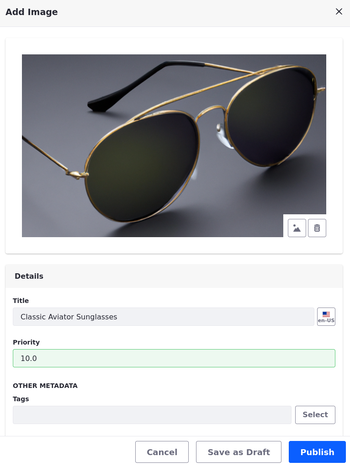 Add Image
Details
Title
Classic Aviator Sunglasses
en-US
Priority
10.0
OTHER METADATA
Tags
Select
Cancel
Save as Draft
Publish